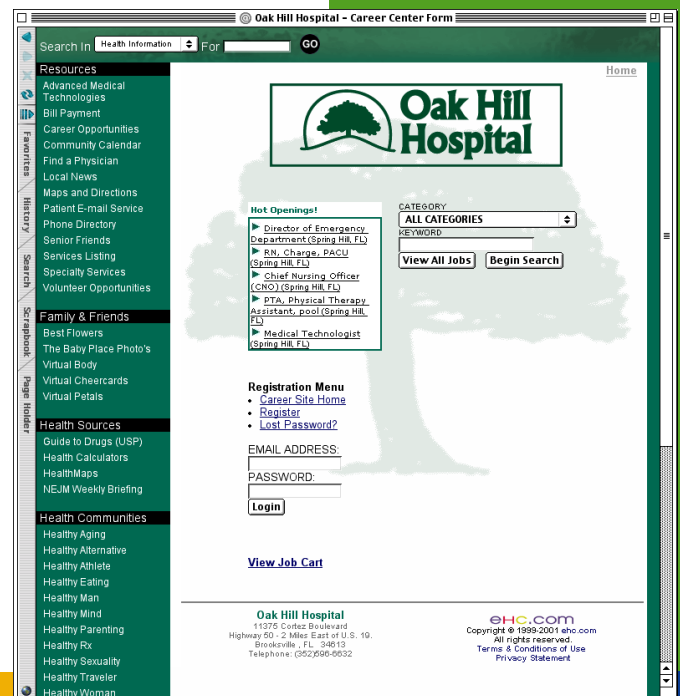 Oak Hill Hospital – Career Center Form
Search In Health Information For GO
Favorites
History
Search
Scrapbook
Page Holder
Resources
Advanced Medical
Technologies
Bill Payment
Career Opportunities
Community Calendar
Find a Physician
Local News
Maps and Directions
Patient E-mail Service
Phone Directory
Senior Friends
Services Listing
Specialty Services
Volunteer Opportunities
Family & Friends
Best Flowers
The Baby Place Photo's
Virtual Body
Virtual Cheercards
Virtual Petals
Health Sources
Guide to Drugs (USP)
Health Calculators
HealthMaps
NEJM Weekly Briefing
Health Communities
Healthy Aging
Healthy Alternative
Healthy Athlete
Healthy Eating
Healthy Man
Healthy Mind
Healthy Parenting
Healthy Rx
Healthy Sexuality
Healthy Traveler
Healthy Woman
Home
Oak Hill
Hospital
Hot Openings!
Director of Emergency
Department (Spring Hill, FL)
RN, Charge, PACU
(Spring Hill, FL)
Chief Nursing Officer
(CNO) (Spring Hill, FL)
PTA, Physical Therapy
Assistant, pool (Spring Hill,
FL)
Medical Technologist
(Spring Hill, FL)
CATEGORY
ALL CATEGORIES
KEYWORD
View All Jobs Begin Search
Registration Menu
Career Site Home
Register
Lost Password?
EMAIL ADDRESS:
PASSWORD:
Login
View Job Cart
Oak Hill Hospital
11375 Cortez Boulevard
Highway 50 - 2 Miles East of U.S. 19.
Brooksville , FL 34613
Telephone: (352)596-6632
eHC.COM
Copyright © 1999-2001 ehc.com
All rights reserved.
Terms & Conditions of Use
Privacy Statement